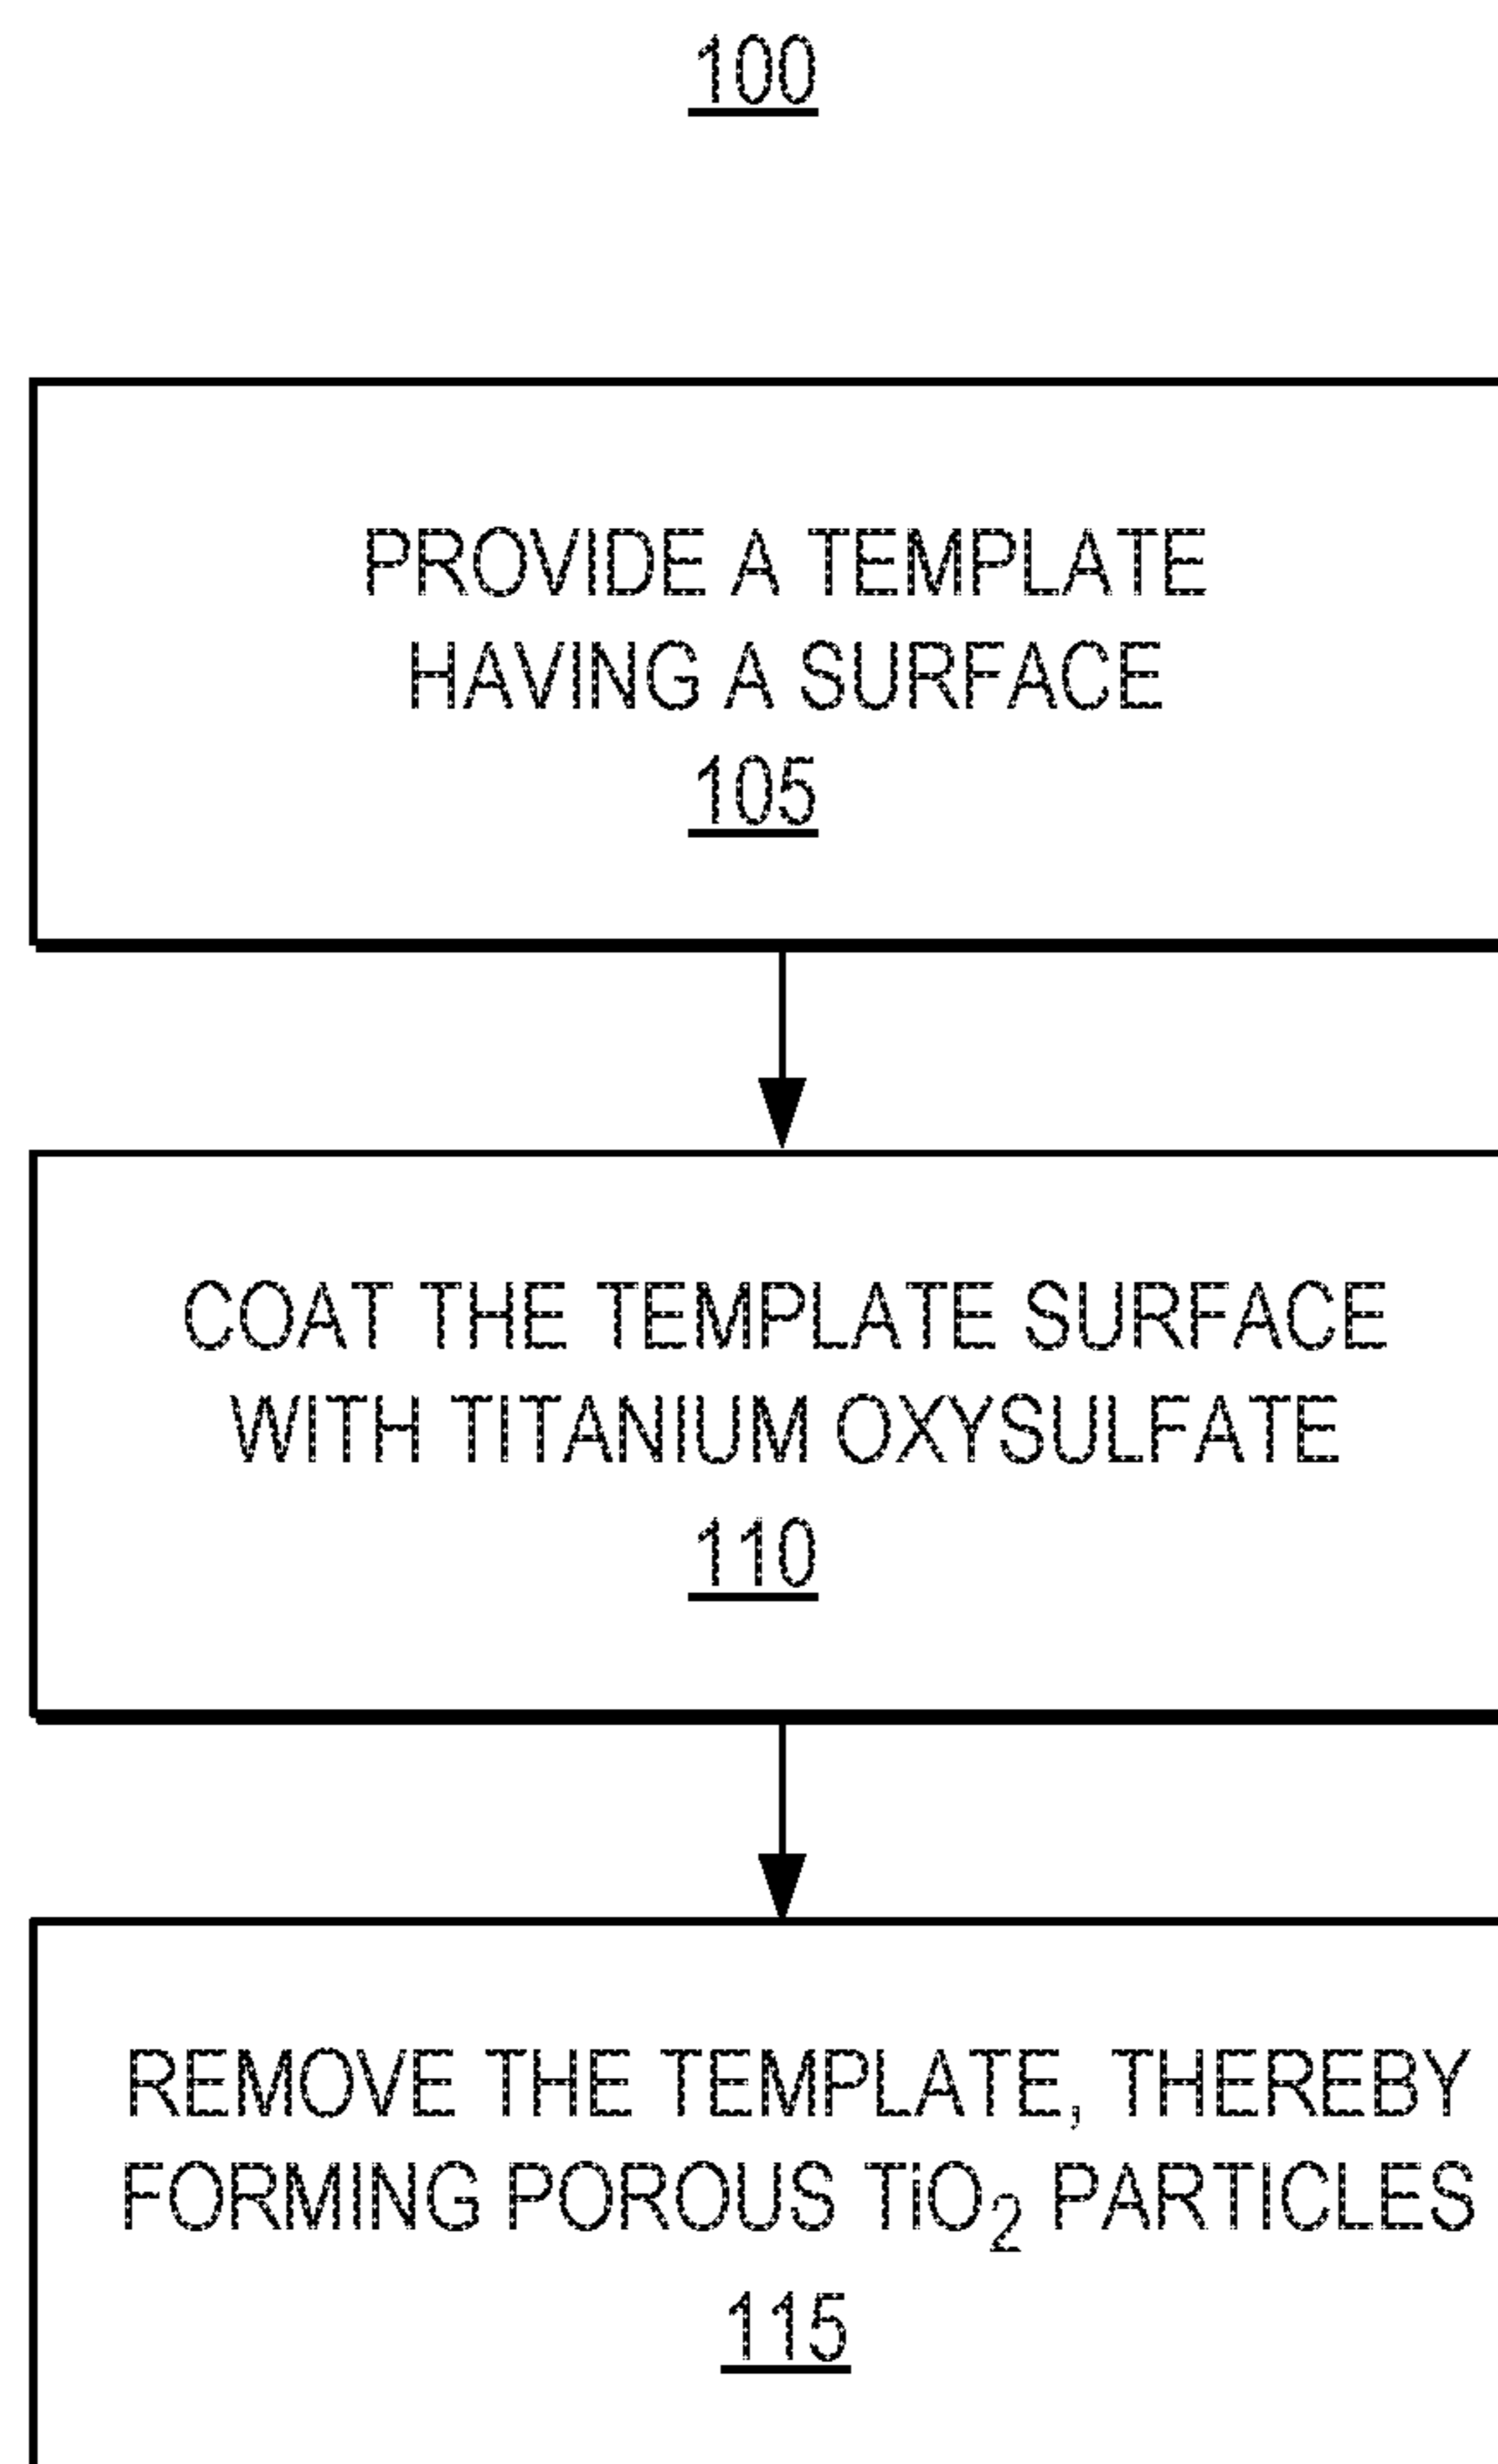 100
PROVIDE A TEMPLATE
HAVING A SURFACE
105
COAT THE TEMPLATE SURFACE
WITH TITANIUM OXYSULFATE
110
REMOVE THE TEMPLATE, THEREBY
FORMING POROUS TiO₂ PARTICLES
115